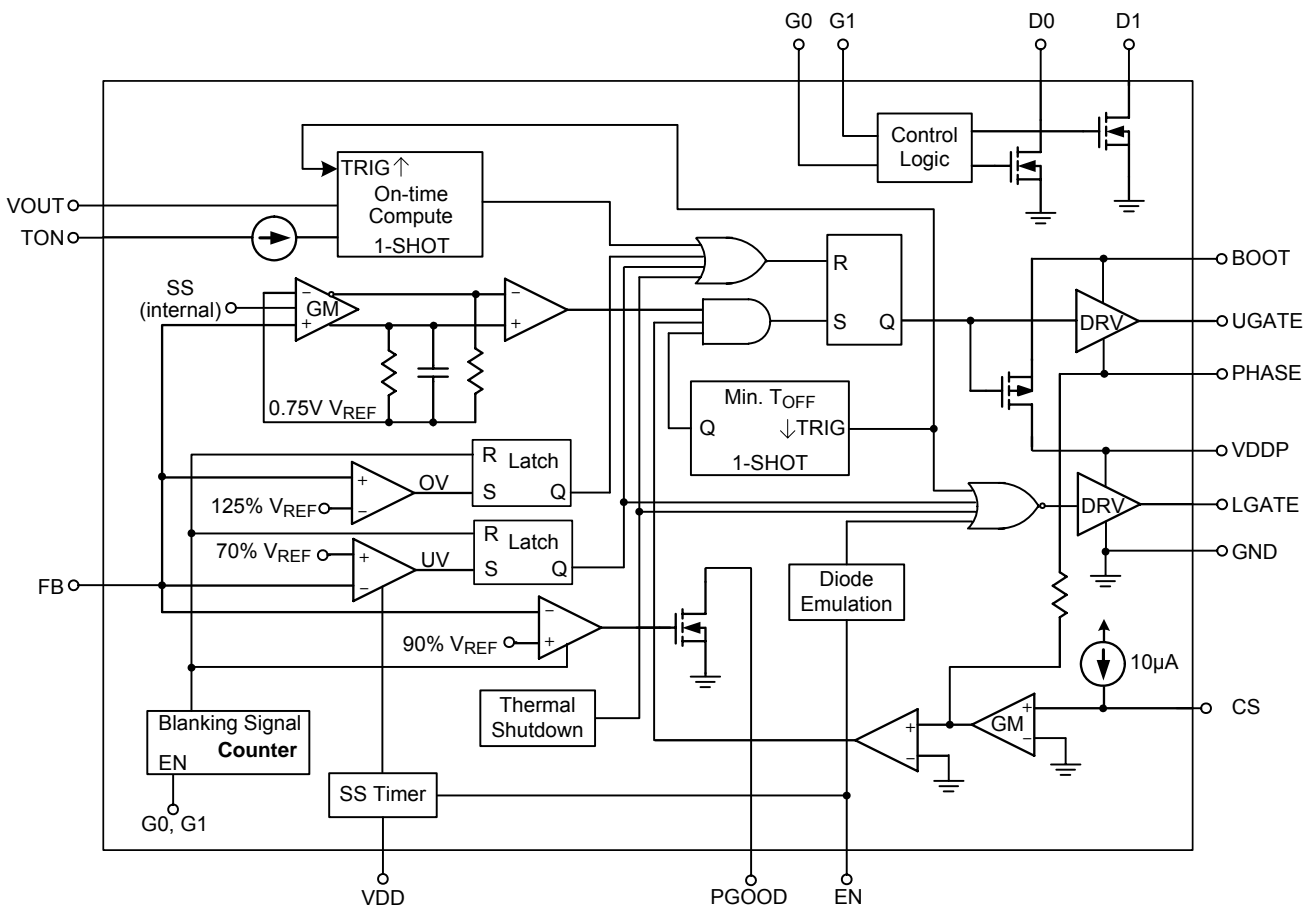 G0 G1 D0 D1
Control
Logic
TRIG ↑
On-time
Compute
1-SHOT
VOUT
TON
R
S Q
BOOT
DRV
UGATE
PHASE
SS
(internal)
−
GM
+
−
+
0.75V VREF
Min. TOFF
Q ↓TRIG
1-SHOT
VDDP
DRV
LGATE
GND
R Latch
S Q
+
−
OV
125% VREF
R Latch
S Q
70% VREF
+
−
UV
FB
Diode
Emulation
90% VREF
−
+
10µA
CS
Thermal
Shutdown
+
−
GM
+
−
Blanking Signal
Counter
EN
G0, G1
SS Timer
VDD PGOOD EN